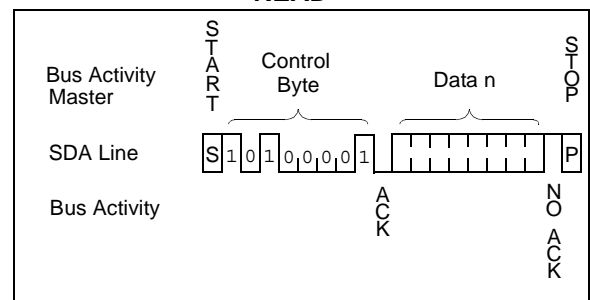 READ
START
Control
Byte
Data n
STOP
Bus Activity
Master
SDA Line
S 1 0 1 0 0 0 0 1 P
Bus Activity
ACK
NO ACK